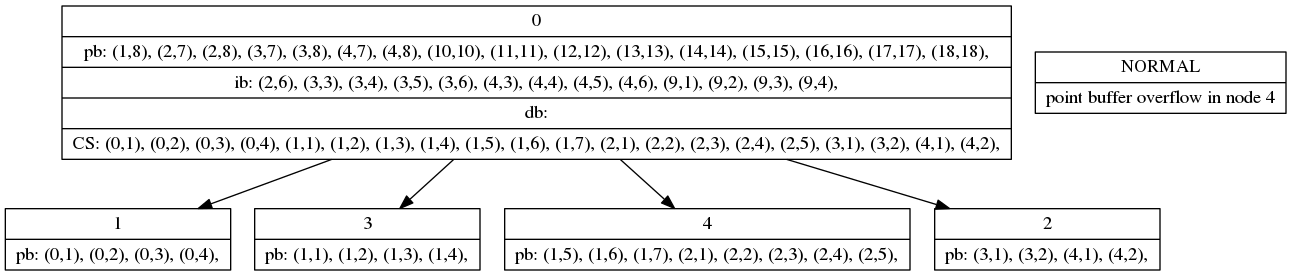 0
pb: (1,8), (2,7), (2,8), (3,7), (3,8), (4,7), (4,8), (10,10), (11,11), (12,12), (13,13), (14,14), (15,15), (16,16), (17,17), (18,18),
ib: (2,6), (3,3), (3,4), (3,5), (3,6), (4,3), (4,4), (4,5), (4,6), (9,1), (9,2), (9,3), (9,4),
db:
CS: (0,1), (0,2), (0,3), (0,4), (1,1), (1,2), (1,3), (1,4), (1,5), (1,6), (1,7), (2,1), (2,2), (2,3), (2,4), (2,5), (3,1), (3,2), (4,1), (4,2),
NORMAL
point buffer overflow in node 4
1
pb: (0,1), (0,2), (0,3), (0,4),
3
pb: (1,1), (1,2), (1,3), (1,4),
4
pb: (1,5), (1,6), (1,7), (2,1), (2,2), (2,3), (2,4), (2,5),
2
pb: (3,1), (3,2), (4,1), (4,2),